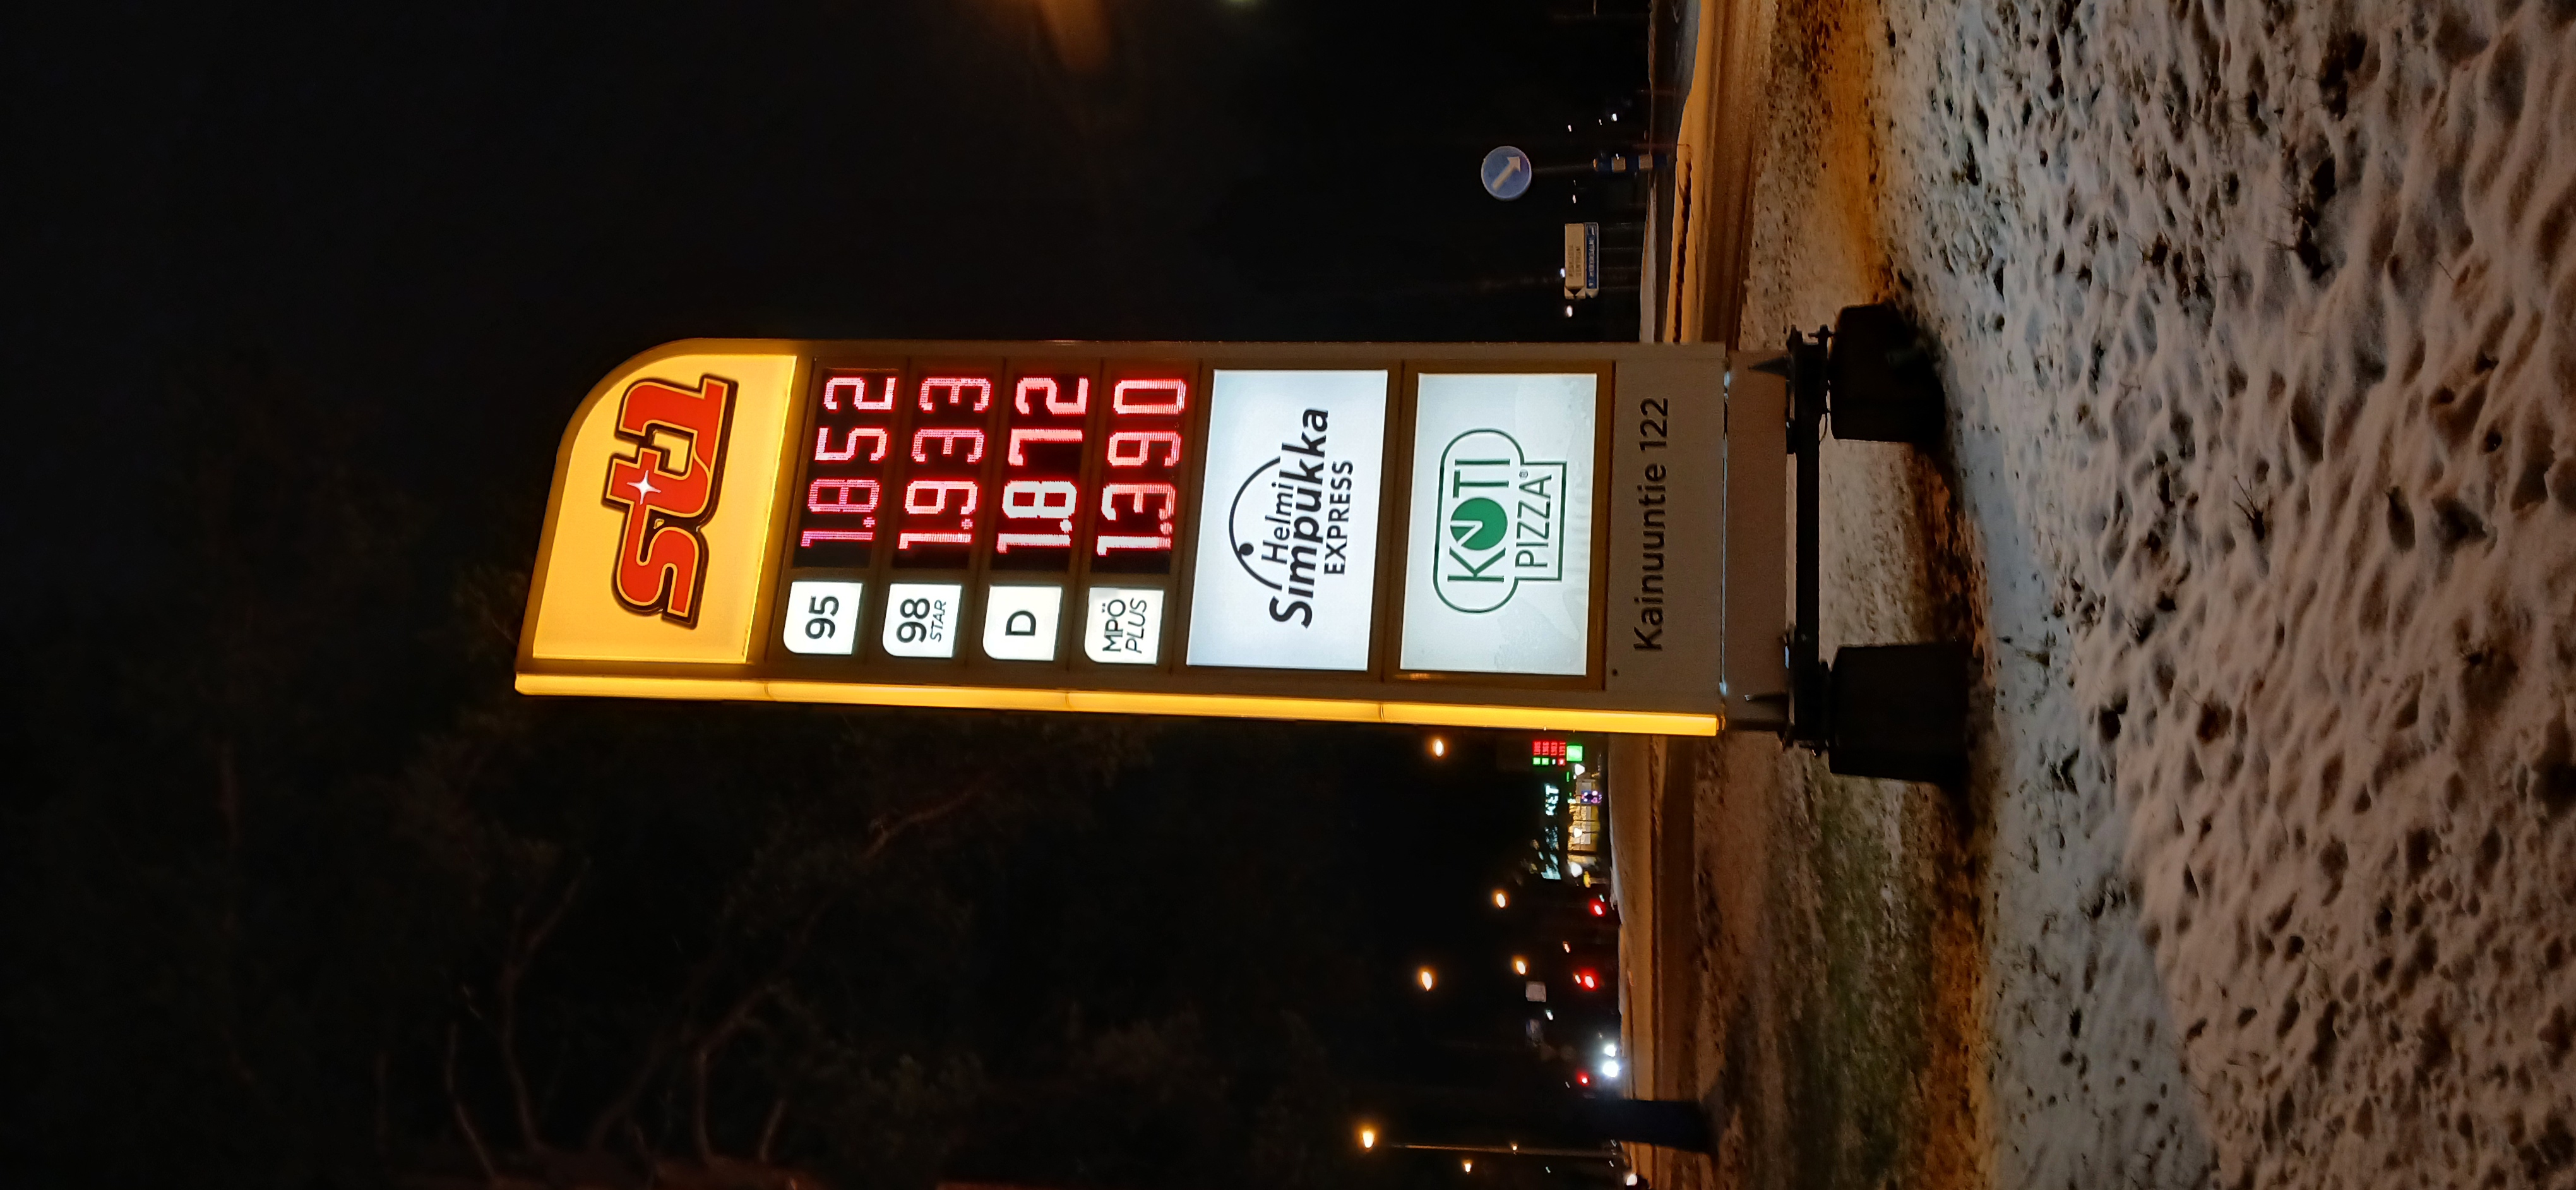 St1
95 1.852
98 STAR 1.933
D 1.812
MPÖ PLUS 1.390
Helmi
Simpukka
EXPRESS
KOTI
PIZZA®
Kainuuntie 122